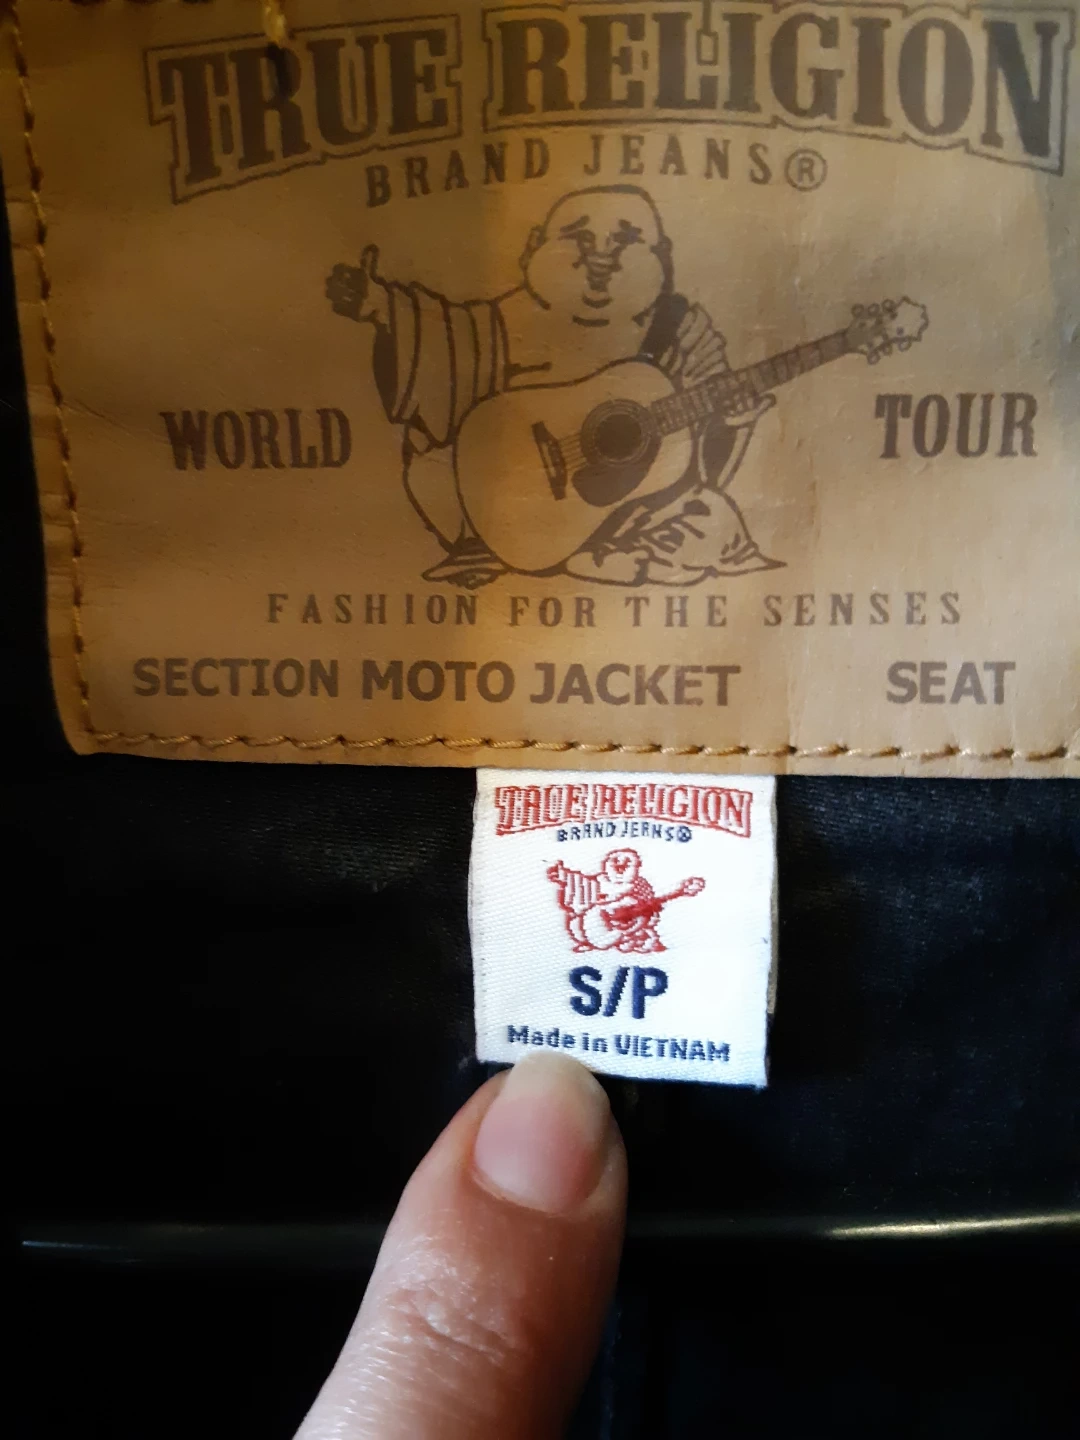 TRUE RELIGION
BRAND JEANS®
WORLD TOUR
FASHION FOR THE SENSES
SECTION MOTO JACKET SEAT
TRUE RELIGION
BRAND JEANS®
S/P
Made in VIETNAM